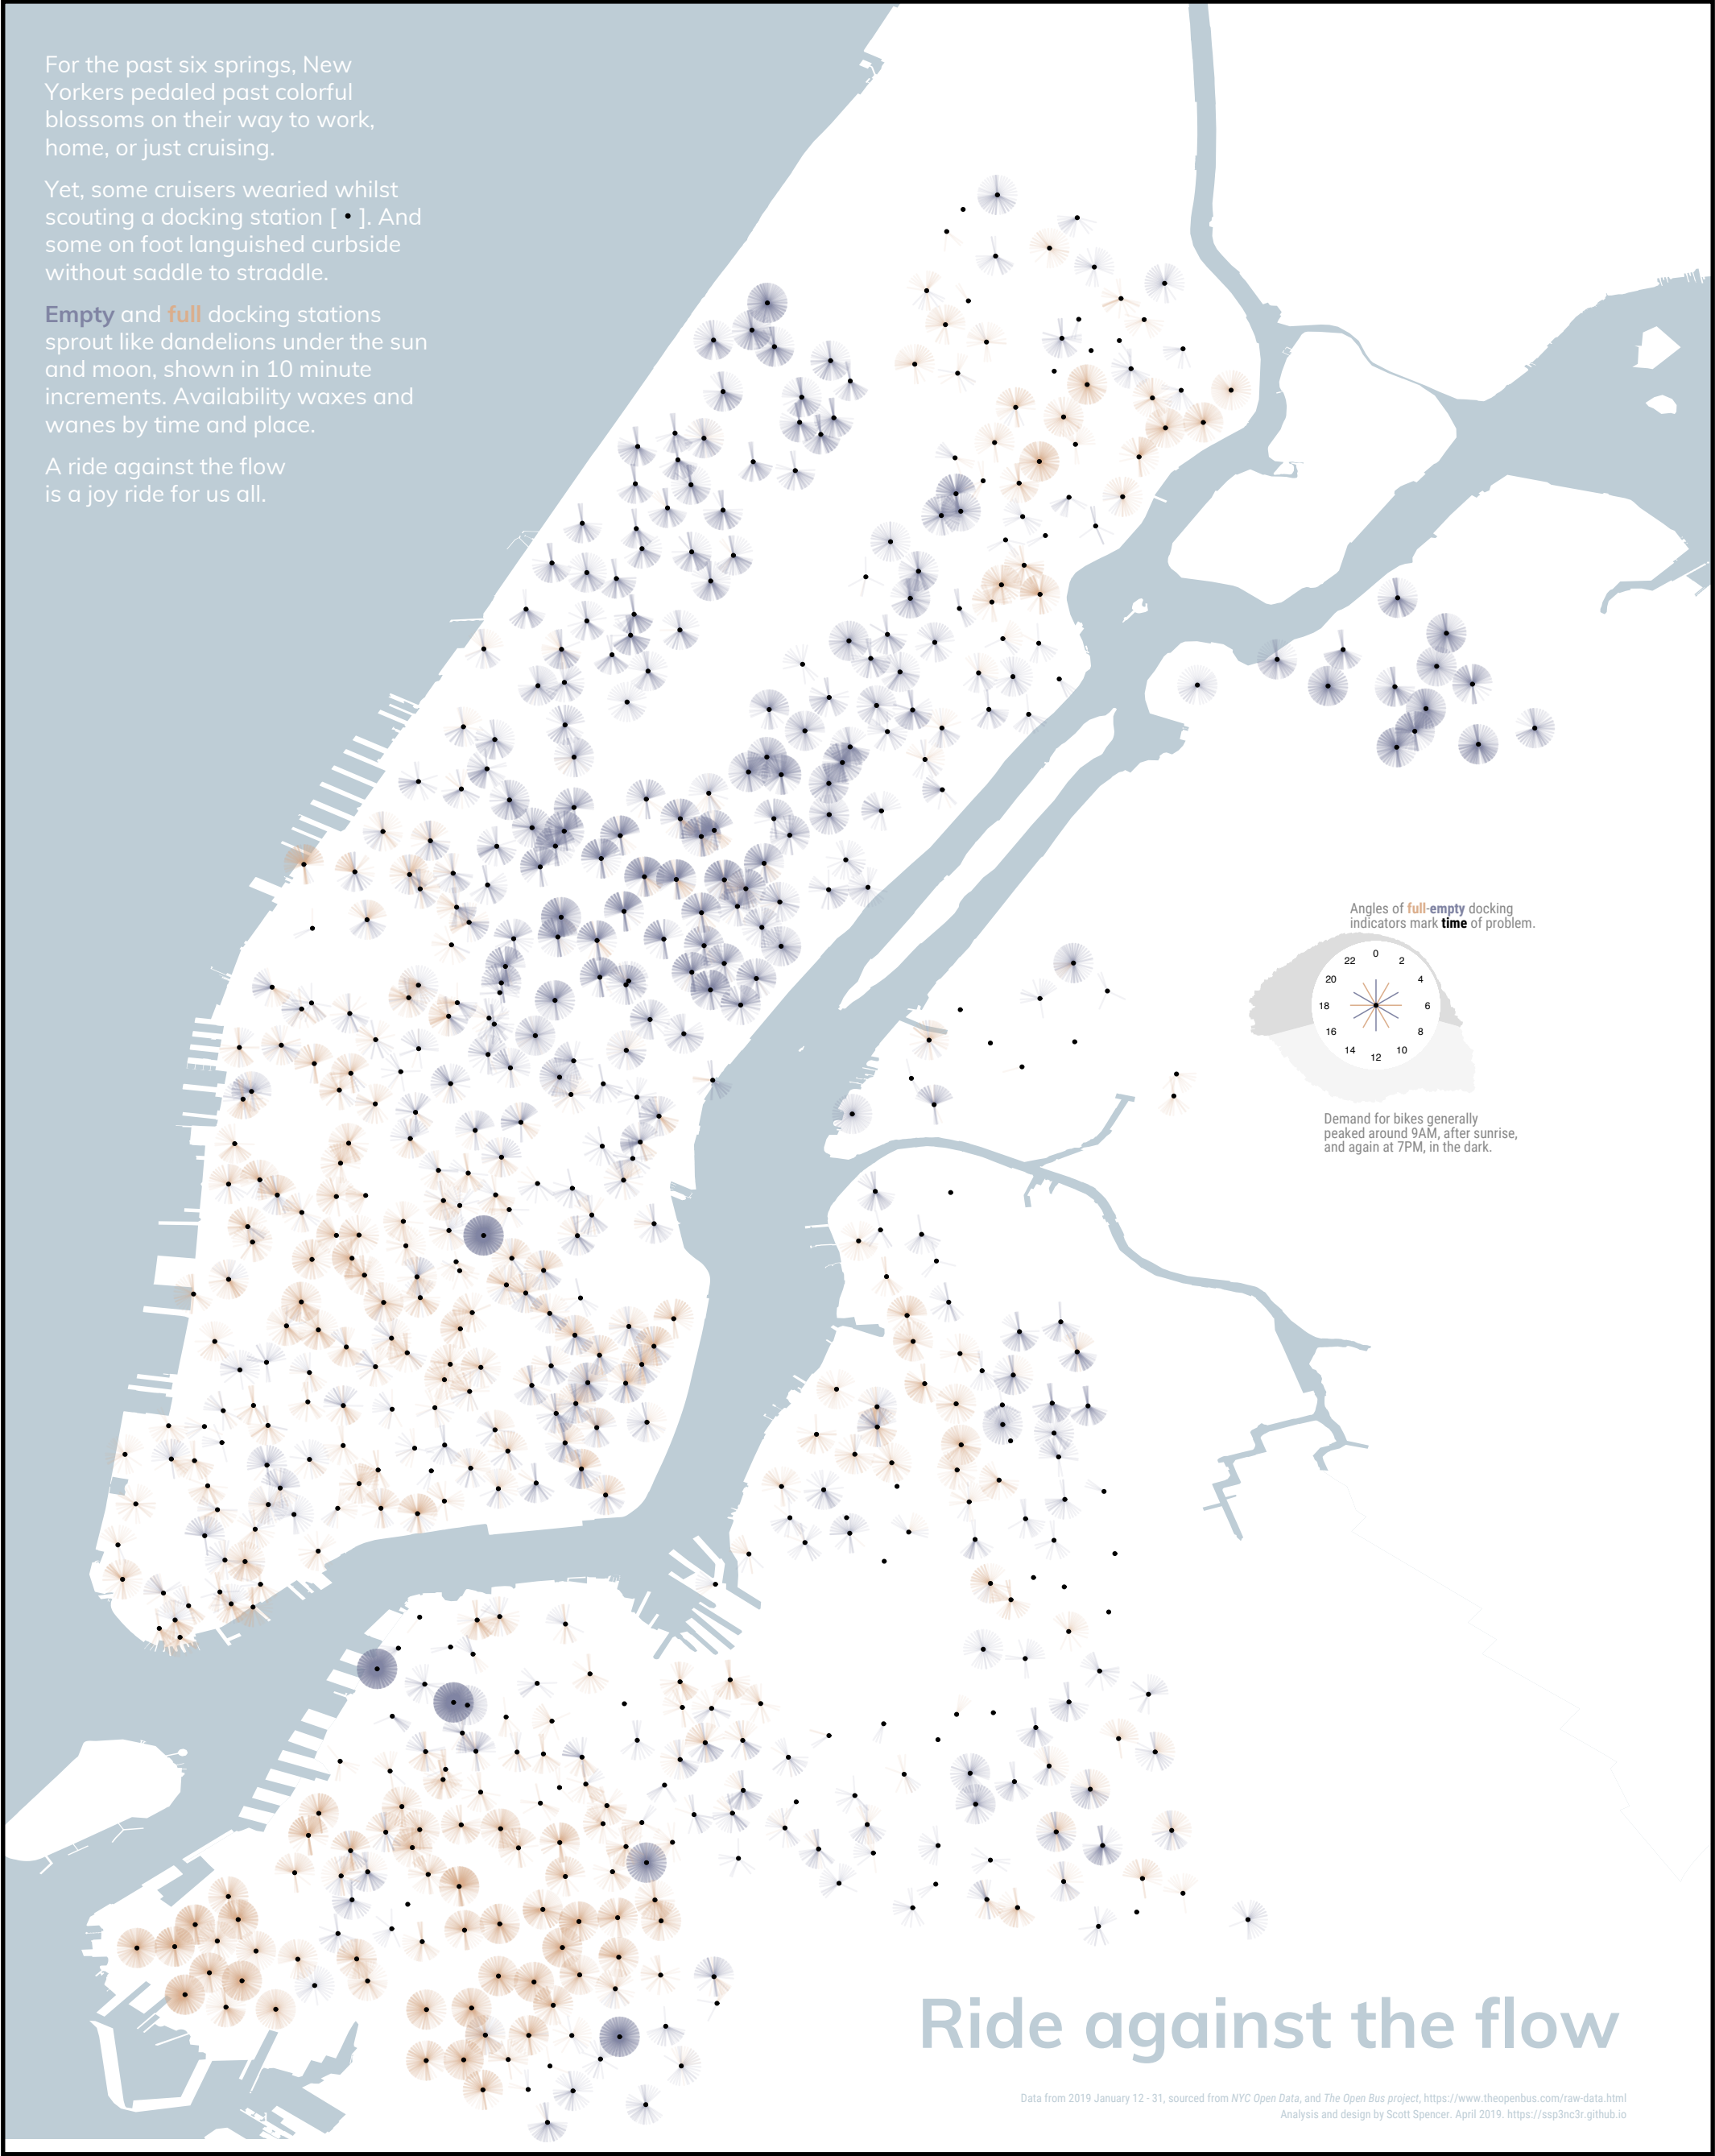 For the past six springs, New
Yorkers pedaled past colorful
blossoms on their way to work,
home, or just cruising.
Yet, some cruisers wearied whilst
scouting a docking station [ • ]. And
some on foot languished curbside
without saddle to straddle.
Empty and full docking stations
sprout like dandelions under the sun
and moon, shown in 10 minute
increments. Availability waxes and
wanes by time and place.
A ride against the flow
is a joy ride for us all.
Angles of full-empty docking
indicators mark time of problem.
0
22 2
20 4
18 6
16 8
14 10
12
Demand for bikes generally
peaked around 9AM, after sunrise,
and again at 7PM, in the dark.
Ride against the flow
Data from 2019 January 12 - 31, sourced from NYC Open Data, and The Open Bus project, https://www.theopenbus.com/raw-data.html
Analysis and design by Scott Spencer. April 2019. https://ssp3nc3r.github.io